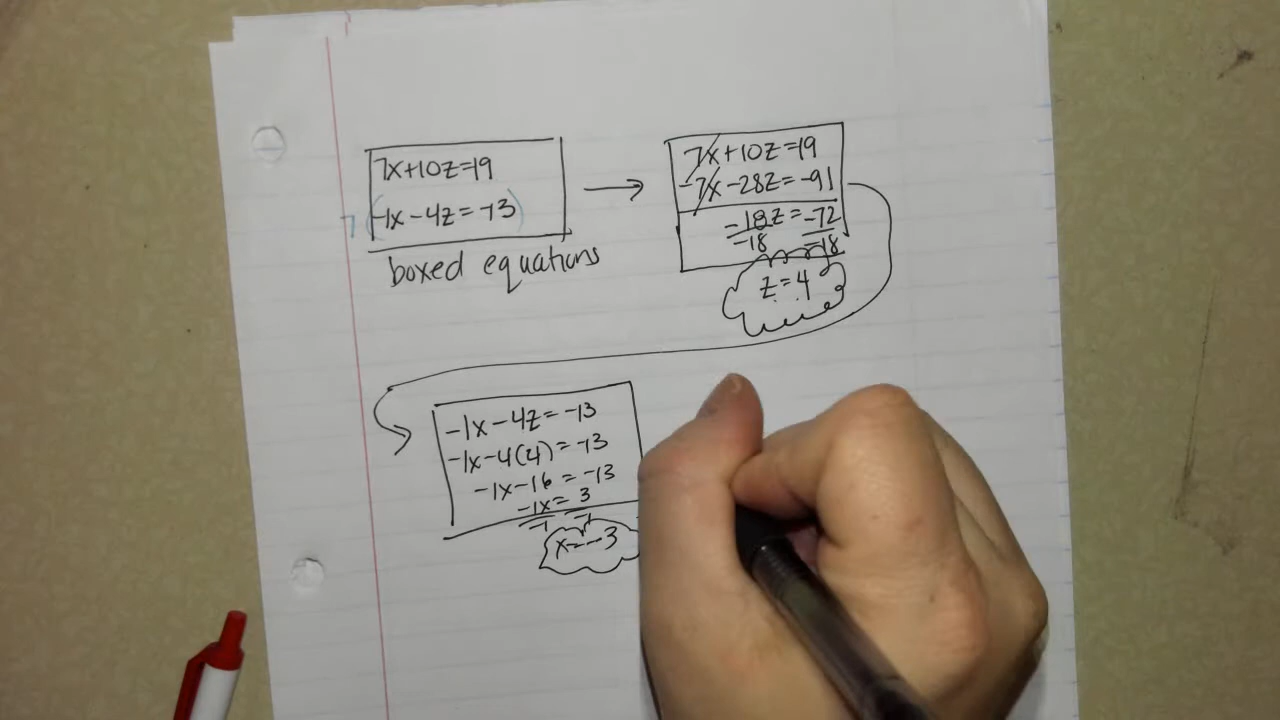 7x+10z=19
7(-1x-4z=-13)
boxed equations
7x+10z=19
-7x-28z=-91
-18z=-72
-18 -18
z=4
-1x-4z=-13
-1x-4(4)=-13
-1x-16=-13
-1x=3
-1 -1
x=-3